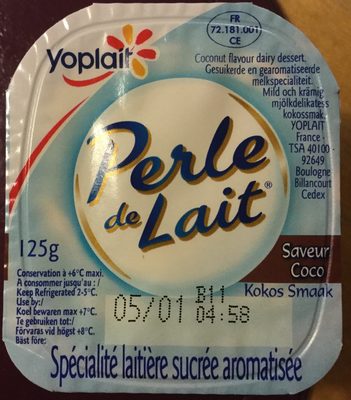 Yoplait
FR
72.181.001
CE
Coconut flavour dairy dessert.
Gesuikerde en gearomatiseerde
melkspecialiteit.
Mild och krämig
mjölkdelikatess
kokossmak
YOPLAIT
France -
TSA 40100 -
92649
Boulogne
Billancourt
Cedex
Perle
de Lait®
125g
Saveur
Coco
Kokos Smaak
Conservation à +6°C maxi.
A consommer jusqu'au : /
Keep Refrigerated 2-5°C.
Use by:/
Koel bewaren max +7°C.
Te gebruiken tot:/
Förvaras vid högst +8°C.
Bäst före:
05/01 B11
04:58
Spécialité laitière sucrée aromatisée